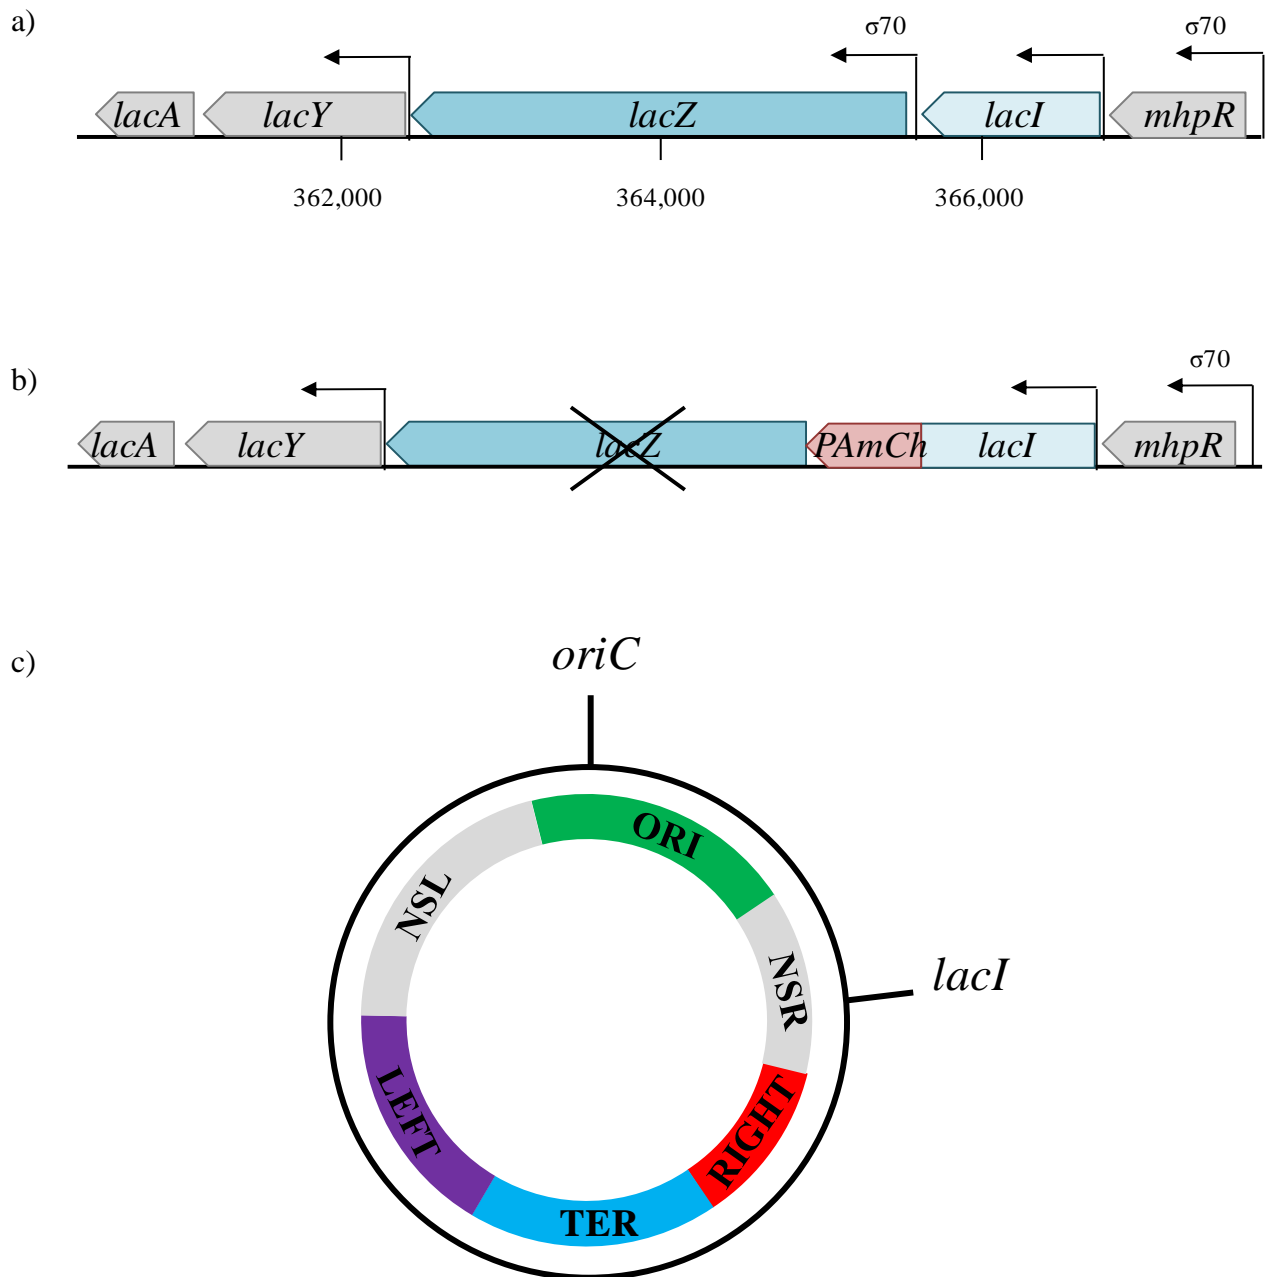 a)
σ70 σ70
lacA lacY lacZ lacI mhpR
362,000 364,000 366,000
b)
σ70
lacA lacY lacZ PAmCh lacI mhpR
c)
oriC
ORI
NSL
NSR
lacI
LEFT
RIGHT
TER